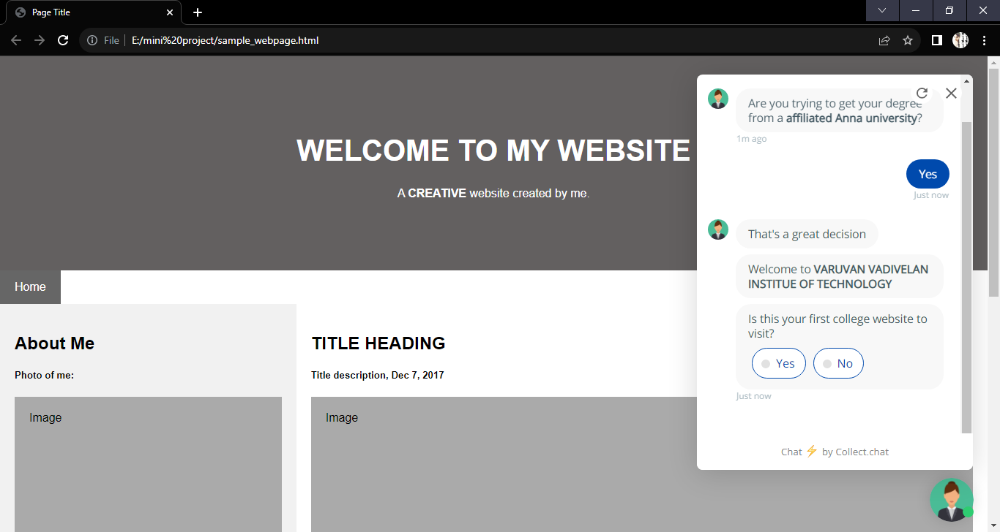 Page Title
File
E:/mini%20project/sample_webpage.html
WELCOME TO MY WEBSITE
A CREATIVE website created by me.
Home
About Me
Photo of me:
Image
TITLE HEADING
Title description, Dec 7, 2017
Image
Are you trying to get your degree
from a affiliated Anna university?
1m ago
Yes
Just now
That's a great decision
Welcome to VARUVAN VADIVELAN
INSTITUE OF TECHNOLOGY
Is this your first college website to
visit?
Yes
No
Just now
Chat ⚡ by Collect.chat